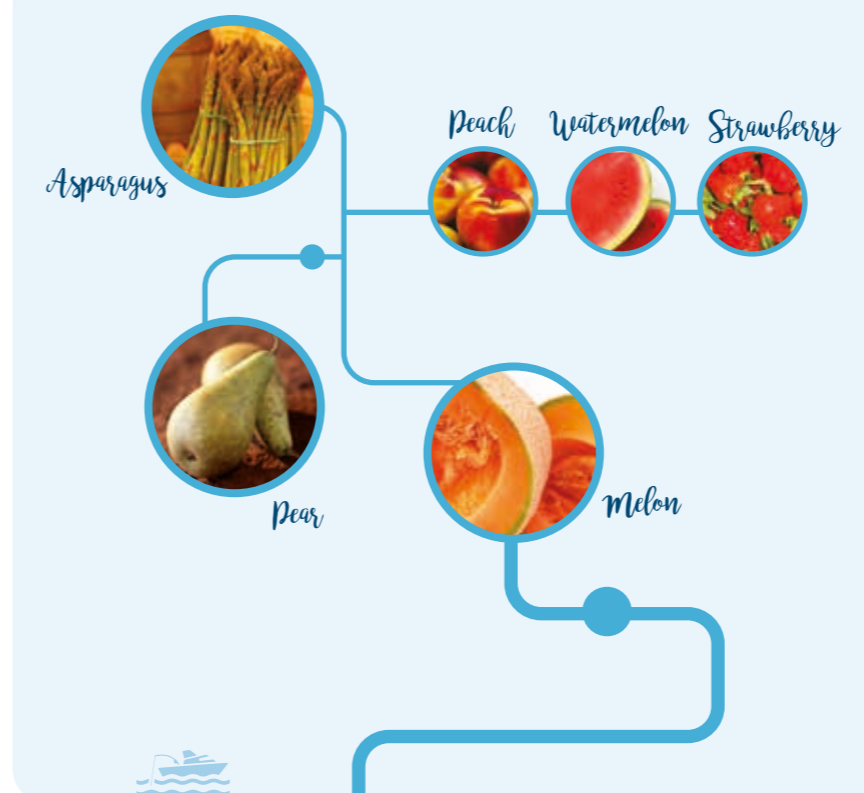 Peach
Watermelon
Strawberry
Asparagus
Melon
Pear